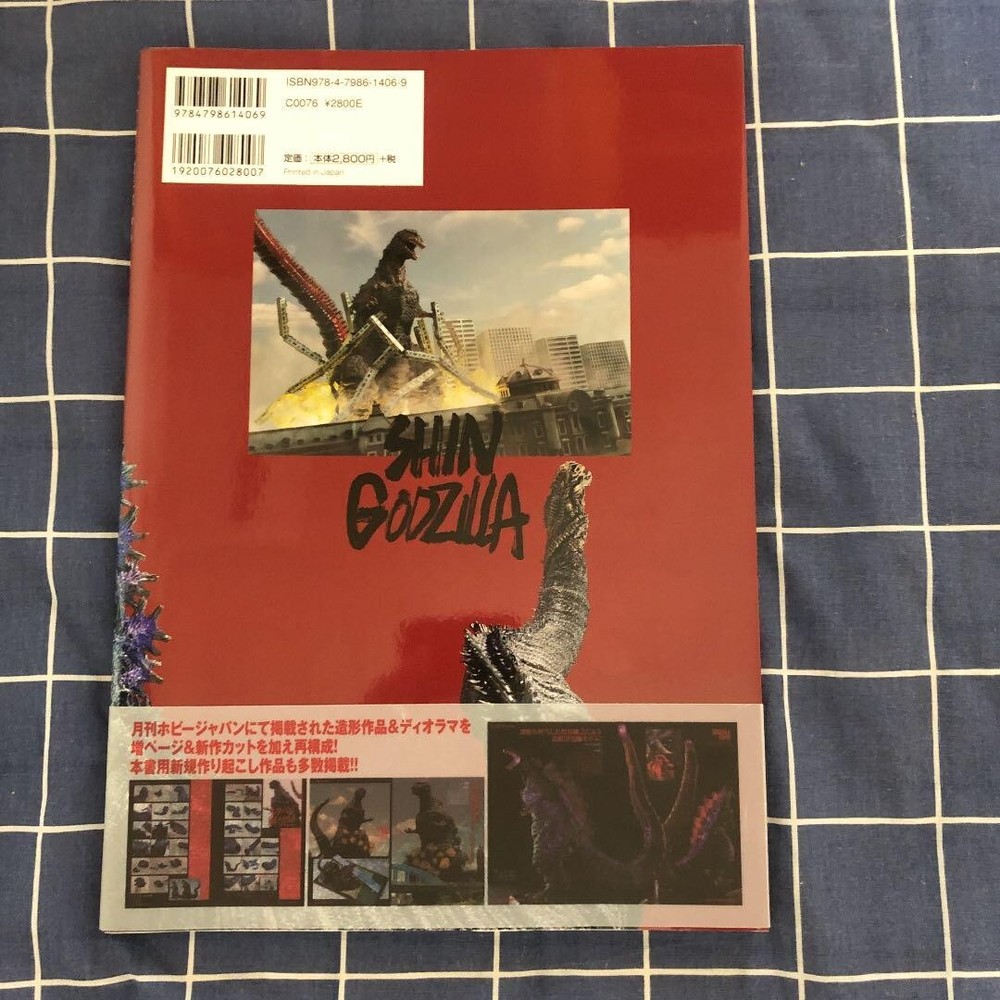 ISBN978-4-7986-1406-9
C0076 ¥2800E
9784798614069
定価：本体2,800円 +税
1920076028007
Printed in Japan
SHIN
GODZILLA
月刊ホビージャパンにて掲載された造形作品&ディオラマを
増ページ&新作カットを加え再構成!
本書用新規作り起こし作品も多数掲載!!